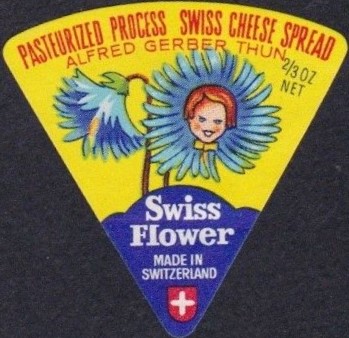 PASTEURIZED PROCESS SWISS CHEESE SPREAD
ALFRED GERBER THUN
2/3 OZ
NET
Swiss
Flower
MADE IN
SWITZERLAND